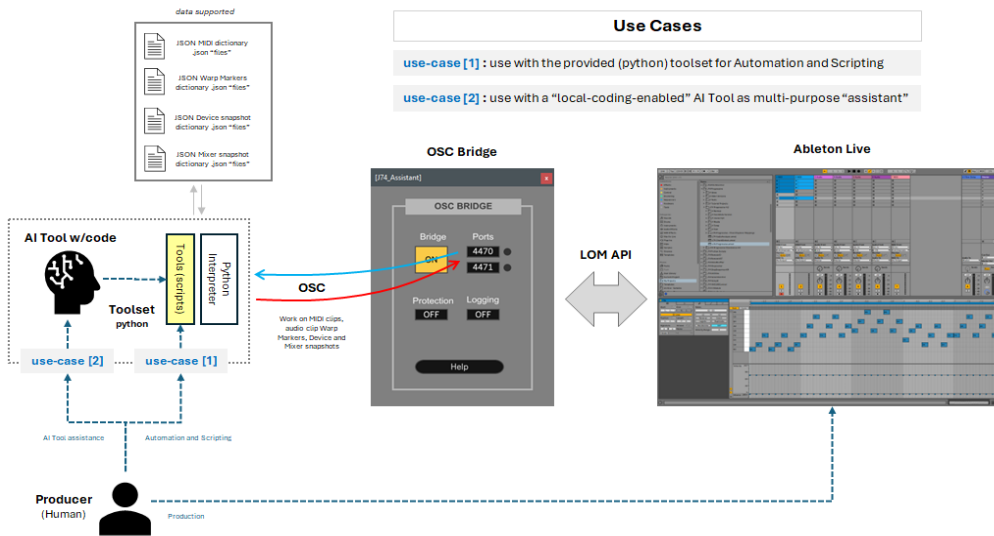 data supported
JSON MIDI dictionary
.json “files”
JSON Warp Markers
dictionary .json “files”
JSON Device snapshot
dictionary .json “files”
JSON Mixer snapshot
dictionary .json “files”
Use Cases
use-case [1] : use with the provided (python) toolset for Automation and Scripting
use-case [2] : use with a “local-coding-enabled” AI Tool as multi-purpose “assistant”
OSC Bridge
Ableton Live
[J74_Assistant]
x
OSC BRIDGE
Bridge
Ports
ON
4470
4471
Protection
Logging
OFF
OFF
Help
AI Tool w/code
Tools (scripts)
Python
Interpreter
Toolset
python
OSC
Work on MIDI clips,
audio clip Warp
Markers, Device and
Mixer snapshots
LOM API
use-case [2]
use-case [1]
AI Tool assistance
Automation and Scripting
Producer
(Human)
Production